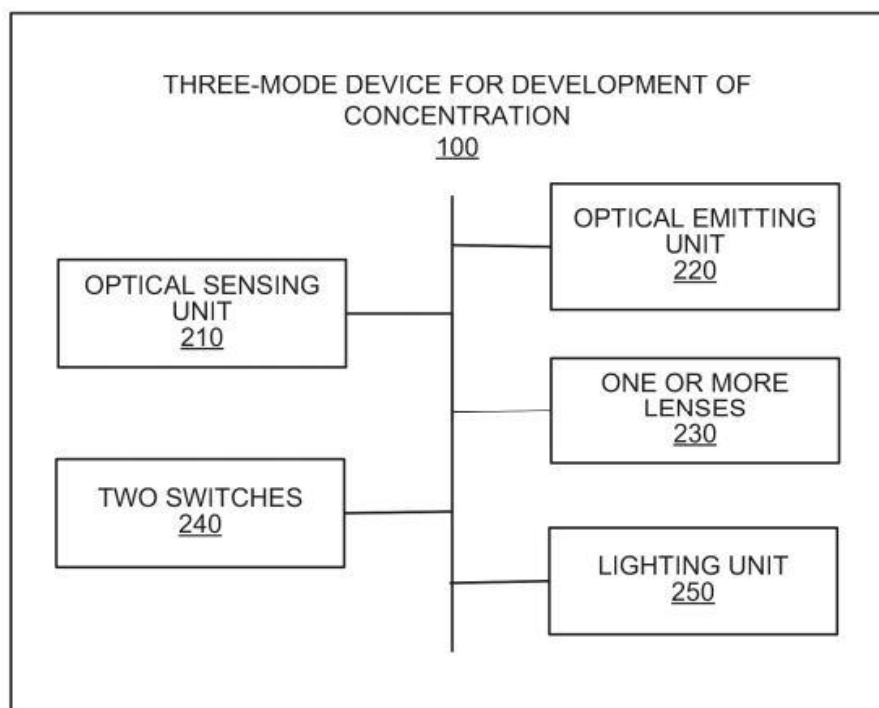 THREE-MODE DEVICE FOR DEVELOPMENT OF
CONCENTRATION
100
OPTICAL EMITTING
UNIT
220
OPTICAL SENSING
UNIT
210
ONE OR MORE
LENSES
230
TWO SWITCHES
240
LIGHTING UNIT
250